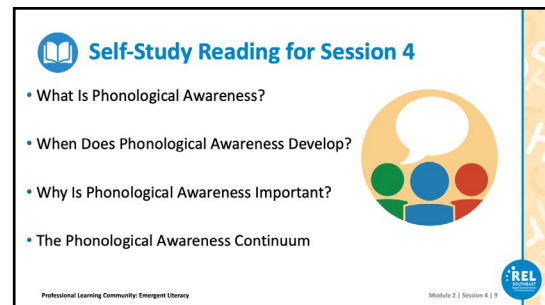 Self-Study Reading for Session 4
• What Is Phonological Awareness?
• When Does Phonological Awareness Develop?
• Why Is Phonological Awareness Important?
• The Phonological Awareness Continuum
Professional Learning Community: Emergent Literacy
Module 2 | Session 4 | 9
REL
SOUTHEAST